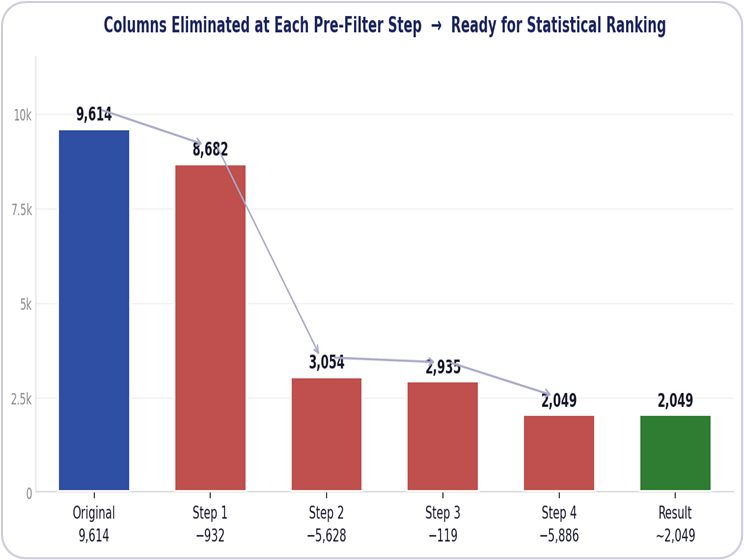 Columns Eliminated at Each Pre-Filter Step → Ready for Statistical Ranking
10k
7.5k
5k
2.5k
0
9,614
8,682
3,054
2,935
2,049
2,049
Original
9,614
Step 1
−932
Step 2
−5,628
Step 3
−119
Step 4
−5,886
Result
~2,049